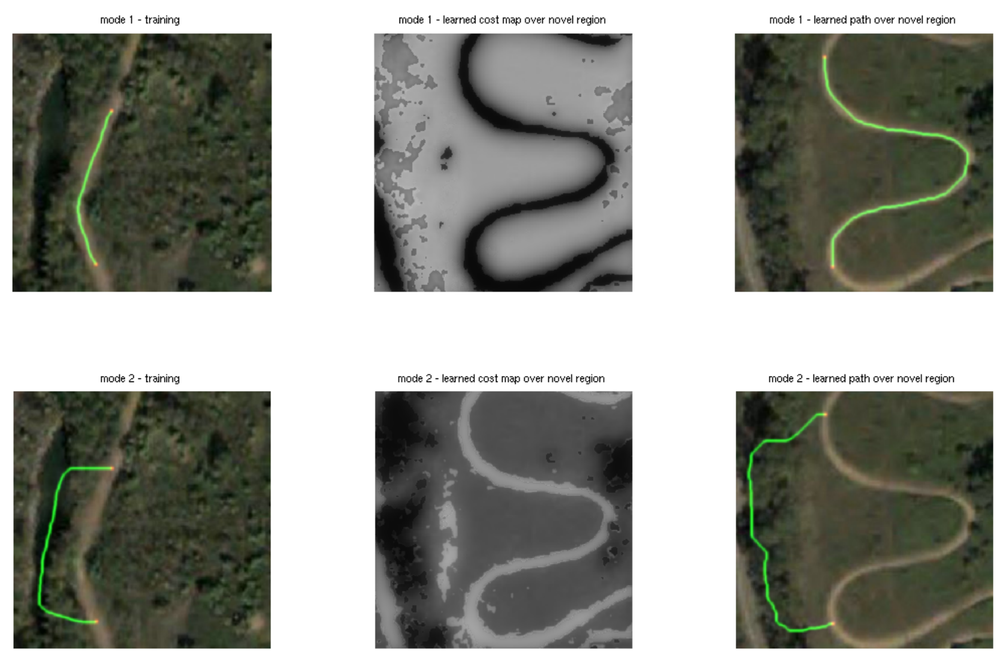 mode 1 - training
mode 1 - learned cost map over novel region
mode 1 - learned path over novel region
mode 2 - training
mode 2 - learned cost map over novel region
mode 2 - learned path over novel region